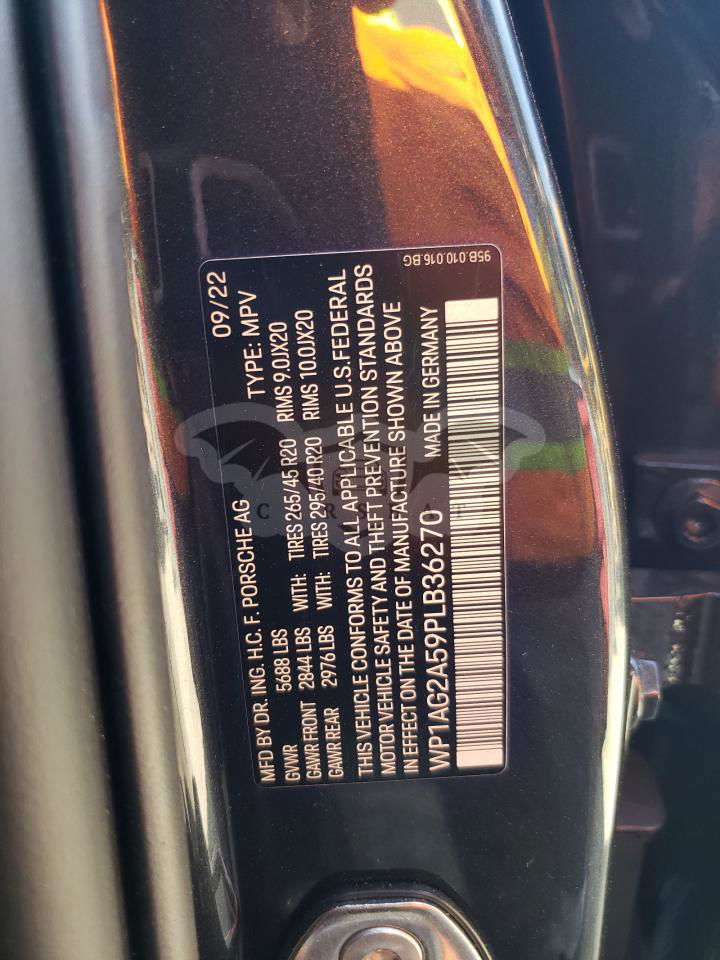 09/22
MFD BY DR. ING. H.C. F. PORSCHE AG TYPE: MPV
GVWR 5688 LBS WITH: TIRES 265/45 R20 RIMS 9.0JX20
GAWR FRONT 2844 LBS WITH: TIRES 295/40 R20 RIMS 10.0JX20
GAWR REAR 2976 LBS
THIS VEHICLE CONFORMS TO ALL APPLICABLE U.S. FEDERAL
MOTOR VEHICLE SAFETY AND THEFT PREVENTION STANDARDS
IN EFFECT ON THE DATE OF MANUFACTURE SHOWN ABOVE
95B.010.016.BG
WP1AG2A59PLB36270 MADE IN GERMANY